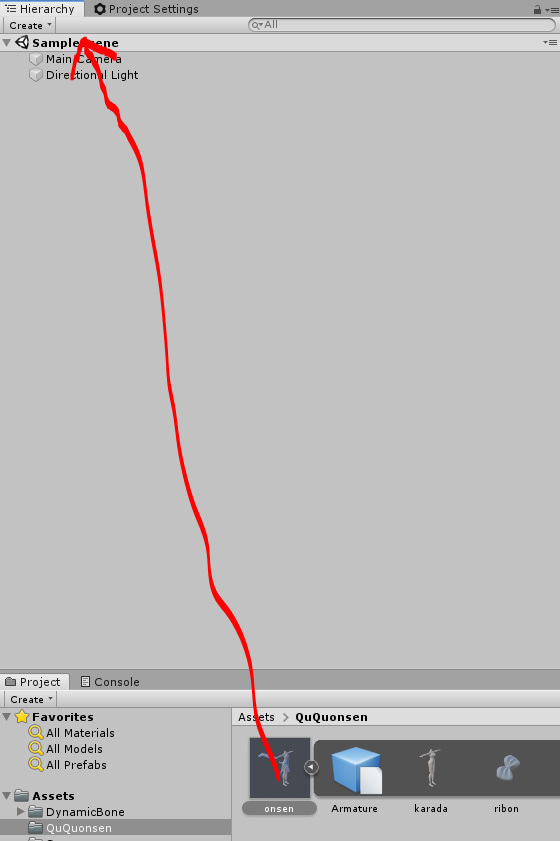 Hierarchy Project Settings
Create All
SampleScene
Main Camera
Directional Light
Project Console
Create
Favorites
All Materials
All Models
All Prefabs
Assets
DynamicBone
QuQuonsen
Assets > QuQuonsen
onsen Armature karada ribon